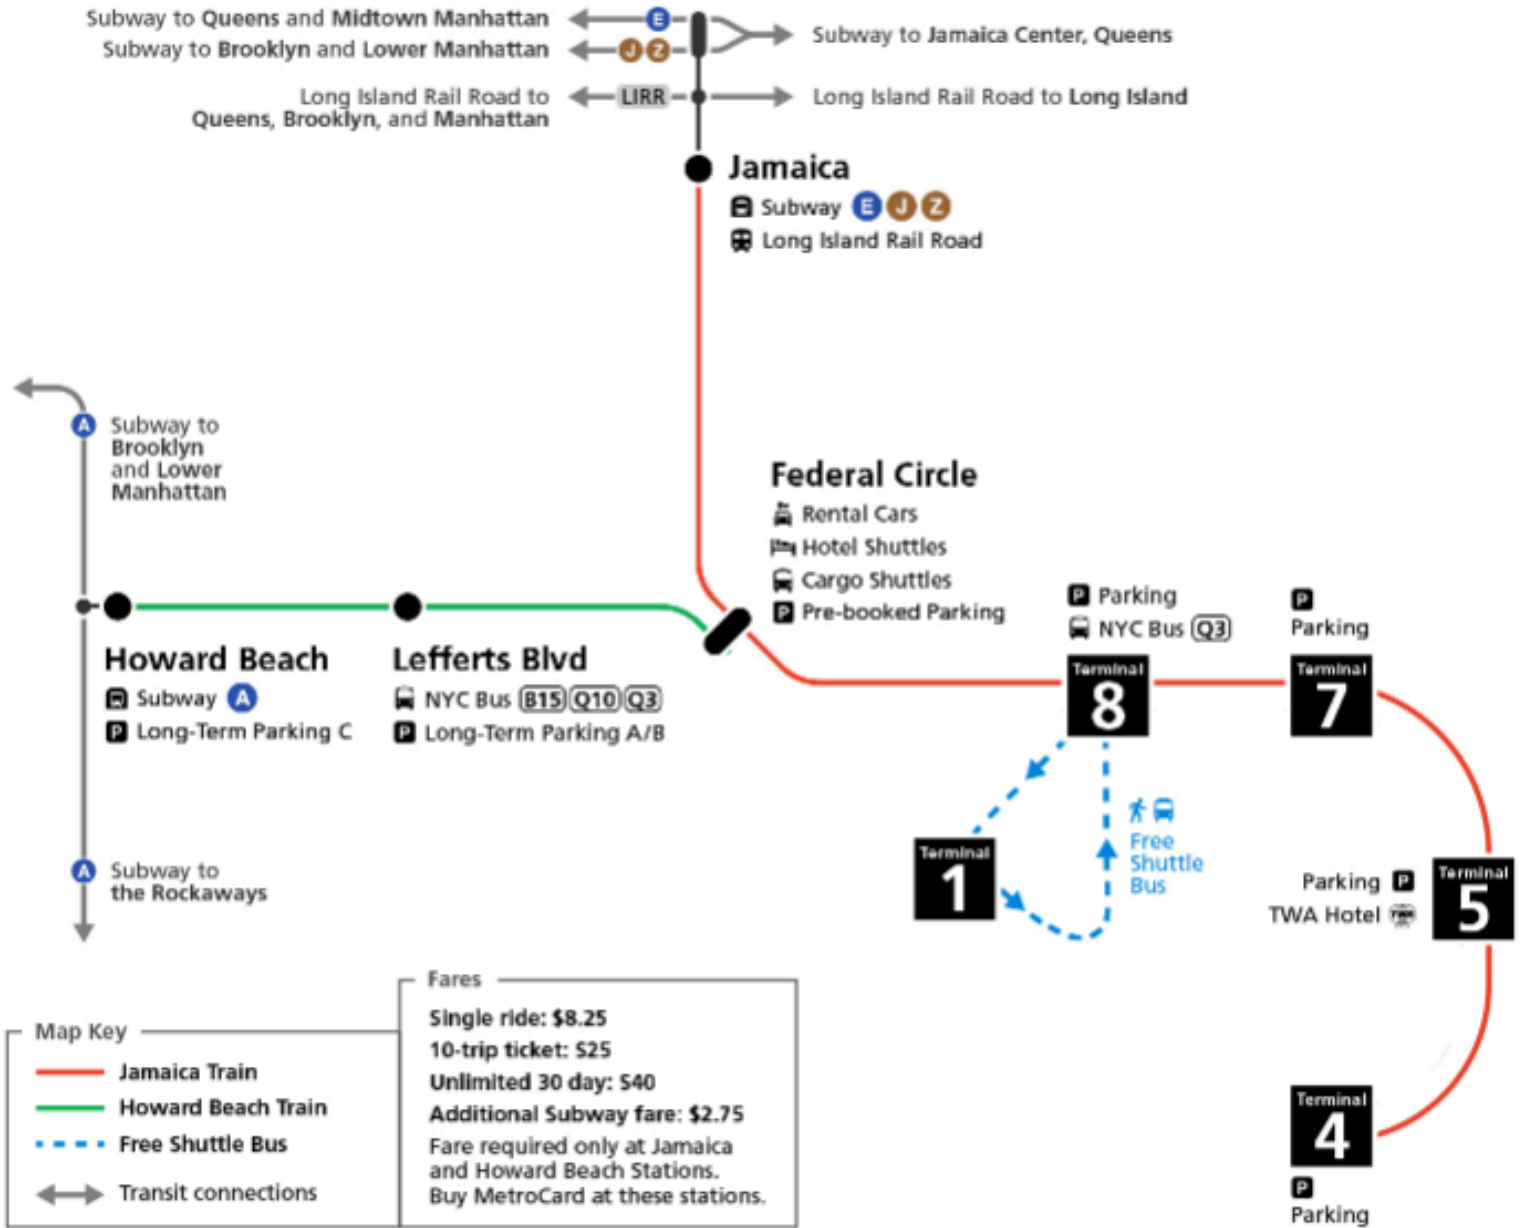 Subway to Queens and Midtown Manhattan
E
Subway to Brooklyn and Lower Manhattan
J Z
Subway to Jamaica Center, Queens
Long Island Rail Road to
Queens, Brooklyn, and Manhattan
LIRR
Long Island Rail Road to Long Island
Jamaica
Subway E J Z
Long Island Rail Road
A
Subway to
Brooklyn
and Lower
Manhattan
Federal Circle
Rental Cars
Hotel Shuttles
Cargo Shuttles
P Pre-booked Parking
Howard Beach
Subway A
P Long-Term Parking C
Lefferts Blvd
NYC Bus B15 Q10 Q3
P Long-Term Parking A/B
P Parking
NYC Bus Q3
Terminal
8
P
Parking
Terminal
7
Terminal
1
Free
Shuttle
Bus
Parking P
TWA Hotel TWA
Terminal
5
A
Subway to
the Rockaways
Terminal
4
P
Parking
Map Key
Jamaica Train
Howard Beach Train
Free Shuttle Bus
Transit connections
Fares
Single ride: $8.25
10-trip ticket: $25
Unlimited 30 day: $40
Additional Subway fare: $2.75
Fare required only at Jamaica
and Howard Beach Stations.
Buy MetroCard at these stations.